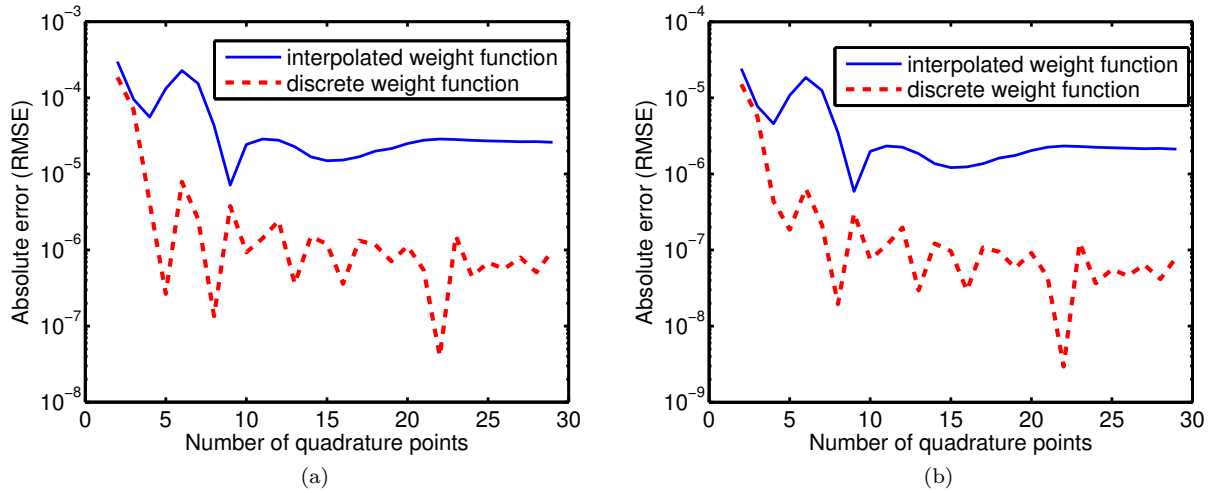 10⁻³
10⁻⁴
10⁻⁵
10⁻⁶
10⁻⁷
10⁻⁸
Absolute error (RMSE)
interpolated weight function
discrete weight function
0 5 10 15 20 25 30
Number of quadrature points
(a)
10⁻⁴
10⁻⁵
10⁻⁶
10⁻⁷
10⁻⁸
10⁻⁹
Absolute error (RMSE)
interpolated weight function
discrete weight function
0 5 10 15 20 25 30
Number of quadrature points
(b)